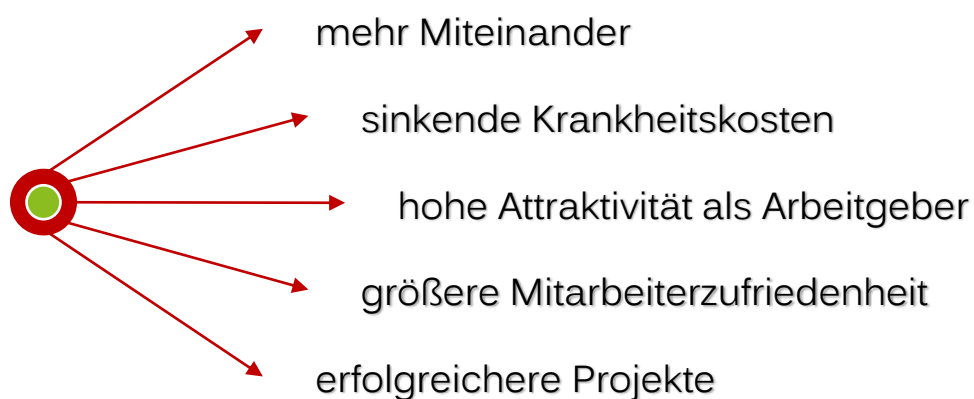 mehr Miteinander
sinkende Krankheitskosten
hohe Attraktivität als Arbeitgeber
größere Mitarbeiterzufriedenheit
erfolgreichere Projekte